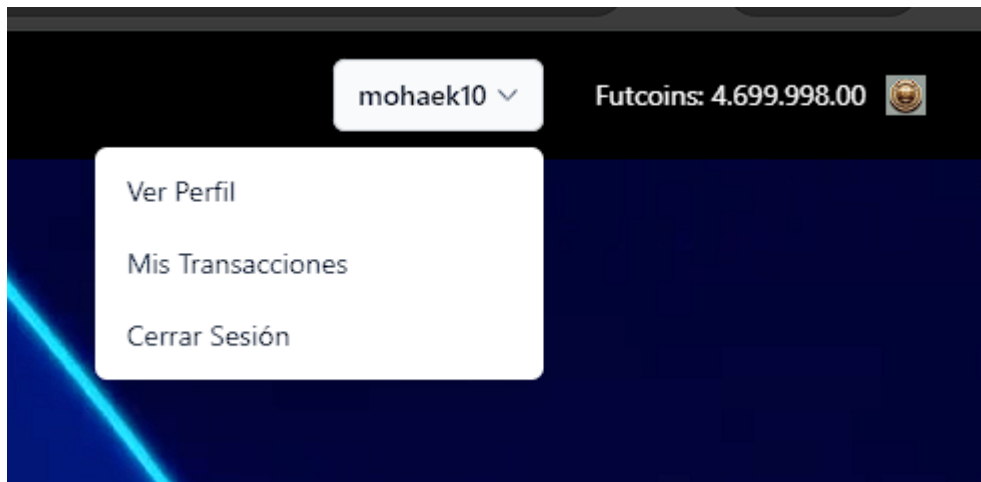 mohaek10
Futcoins: 4.699.998.00
Ver Perfil
Mis Transacciones
Cerrar Sesión